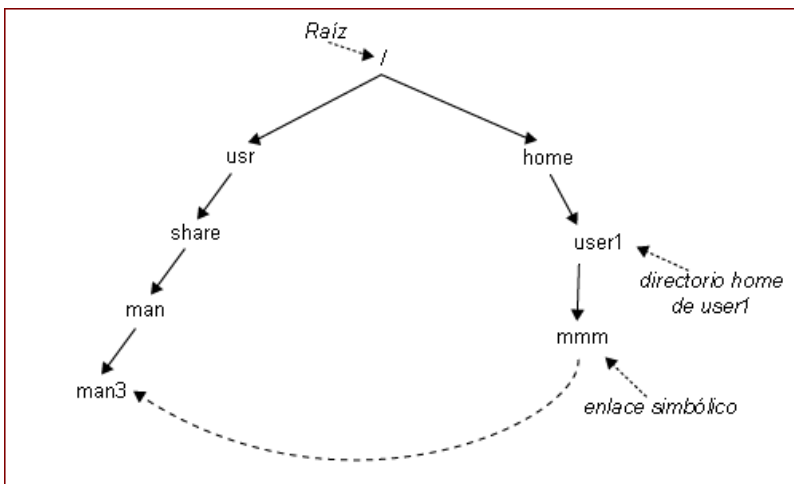 Raíz
/
usr
home
share
user1
directorio home
de user1
man
mmm
man3
enlace simbólico